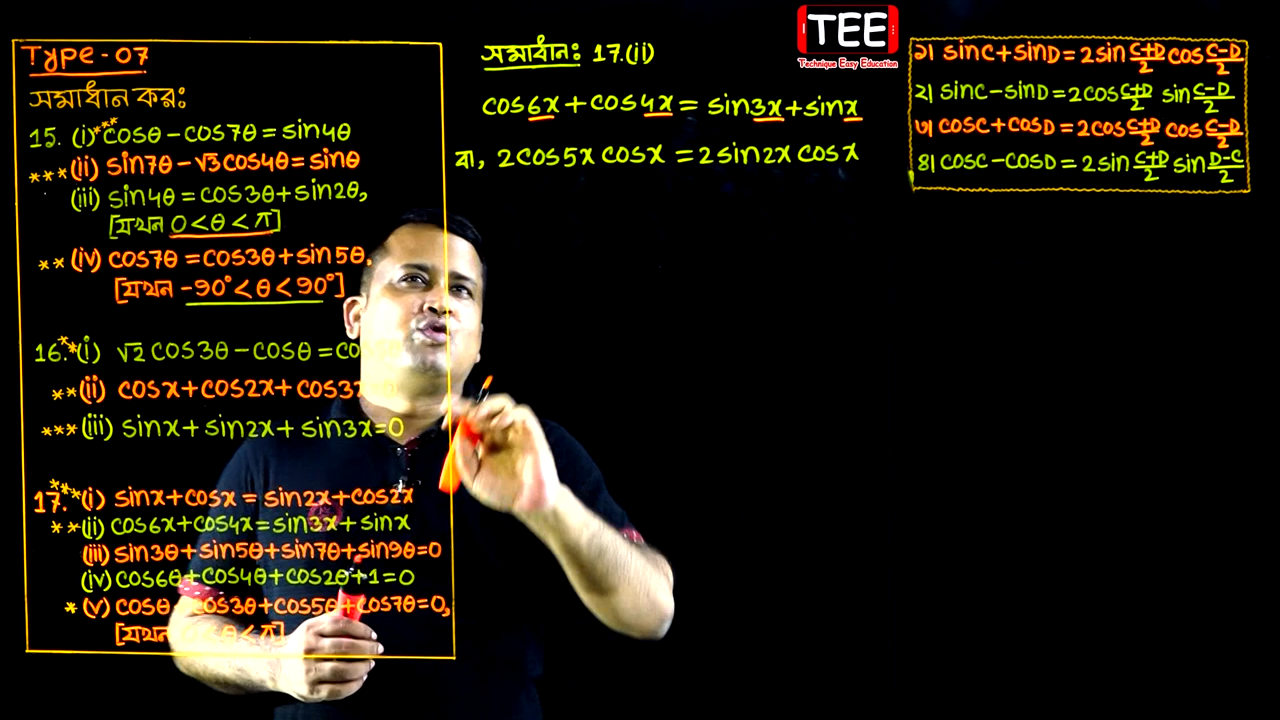 Type-07
সমাধান করঃ
15. (i)*** cosθ - cos7θ = sin4θ
*** (ii) sin7θ - √3cos4θ = sinθ
(iii) sin4θ = cos3θ + sin2θ,
[যখন 0 < θ < π]
** (iv) cos7θ = cos3θ + sin5θ,
[যখন -90° < θ < 90°]
16.** (i) √2 cos3θ - cosθ =
** (ii) cosx + cos2x +
*** (iii) sinx + sin2x + sin3x = 0
17.*** (i) sinx + cosx = sin2x + cos2x
** (ii) cos6x + cos4x = sin3x + sinx
(iii) sin3θ + sin5θ + sin7θ + sin9θ = 0
(iv) cos6θ + cos4θ + cos2θ + 1 = 0
* (v) cosθ + cos3θ + cos5θ + cos7θ = 0,
[যখন < θ < π]
সমাধান: 17.(ii)
cos6x + cos4x = sin3x + sinx
বা, 2cos5x cosx = 2sin2x cosx
TEE
Technique Easy Education
১। sinC + sinD = 2sin C+D/2 cos C-D/2
২। sinC - sinD = 2cos C+D/2 sin C-D/2
৩। cosC + cosD = 2cos C+D/2 cos C-D/2
৪। cosC - cosD = 2sin C+D/2 sin D-C/2